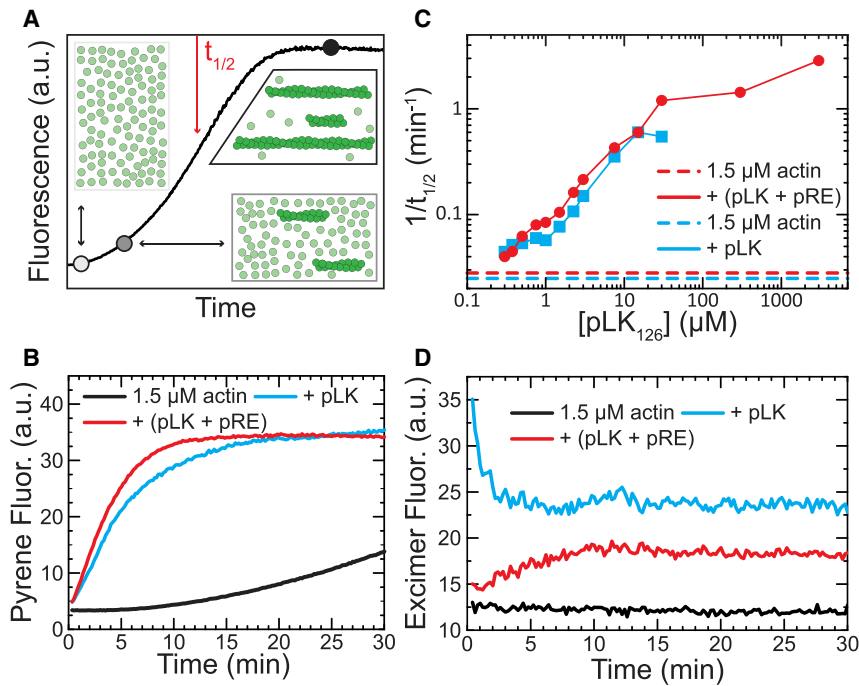 A
Fluorescence (a.u.)
t1/2
Time
C
1/t1/2 (min-1)
1
0.1
1.5 µM actin
+ (pLK + pRE)
1.5 µM actin
+ pLK
0.1 1 10 100 1000
[pLK126] (µM)
B
Pyrene Fluor. (a.u.)
40
30
20
10
0
1.5 µM actin + pLK
+ (pLK + pRE)
0 5 10 15 20 25 30
Time (min)
D
Excimer Fluor. (a.u.)
35
30
25
20
15
10
1.5 µM actin + pLK
+ (pLK + pRE)
0 5 10 15 20 25 30
Time (min)